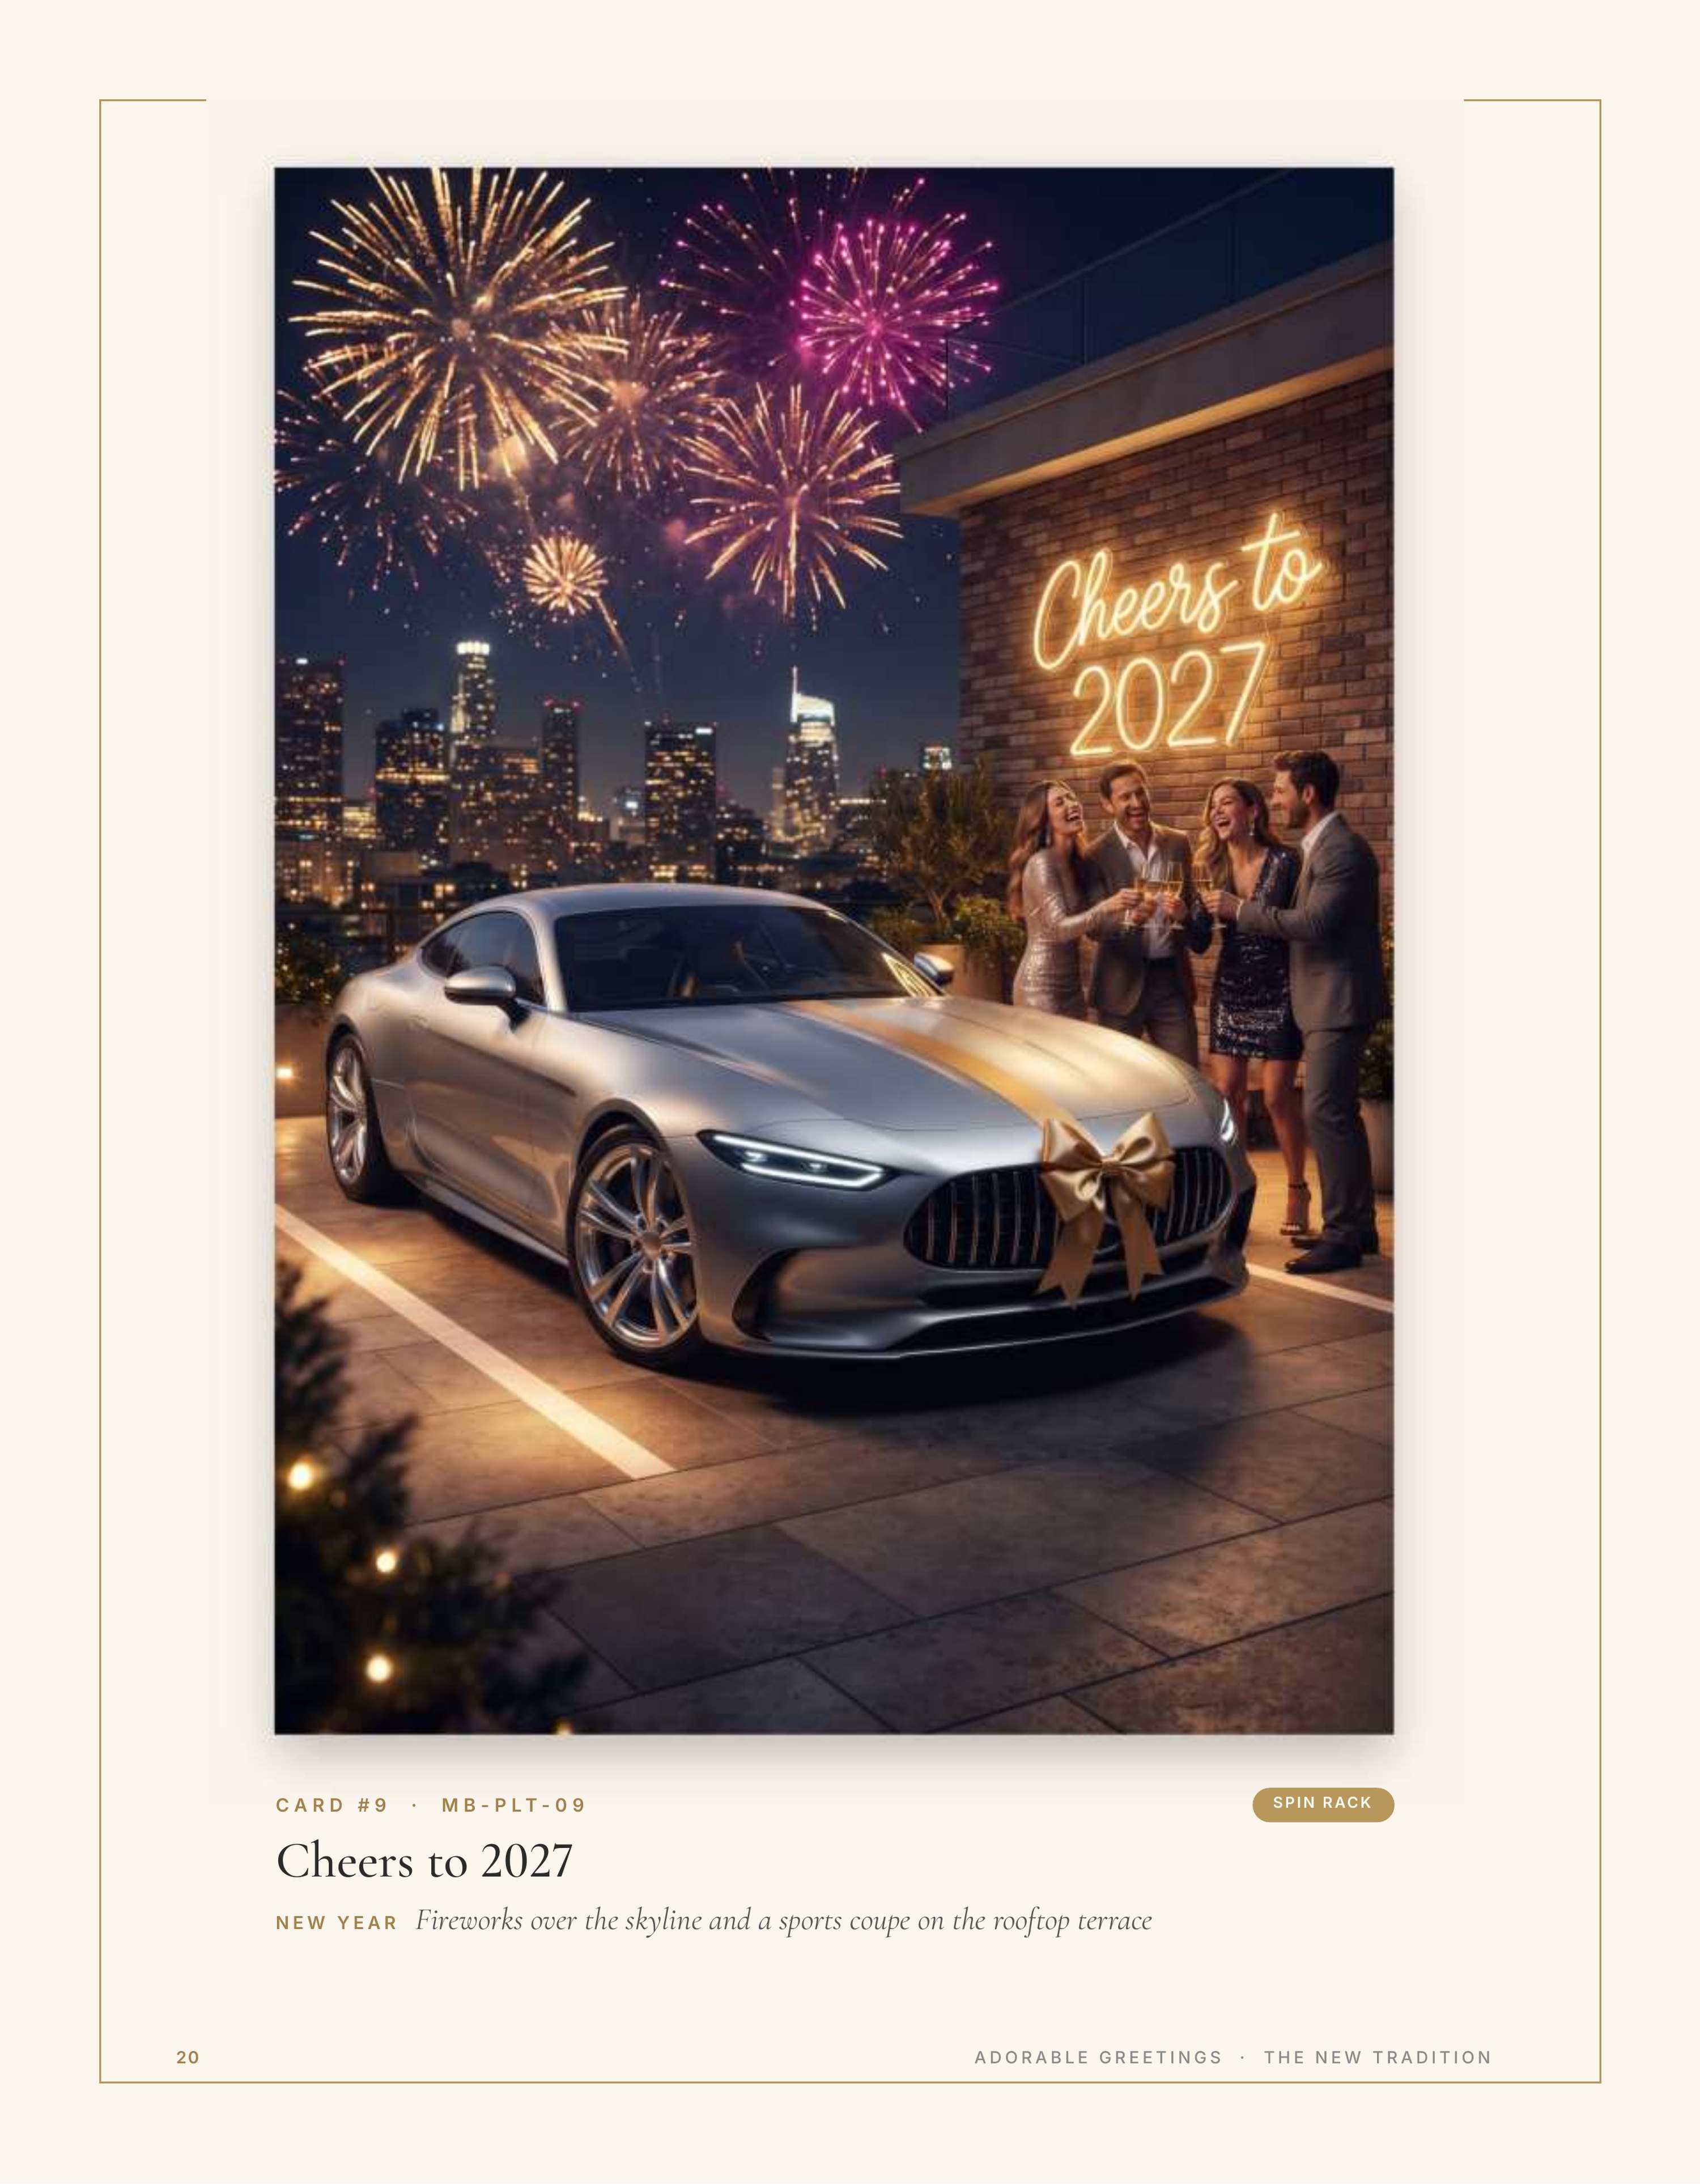 Cheers to
2027
CARD #9 · MB-PLT-09
SPIN RACK
Cheers to 2027
NEW YEAR Fireworks over the skyline and a sports coupe on the rooftop terrace
20
ADORABLE GREETINGS · THE NEW TRADITION